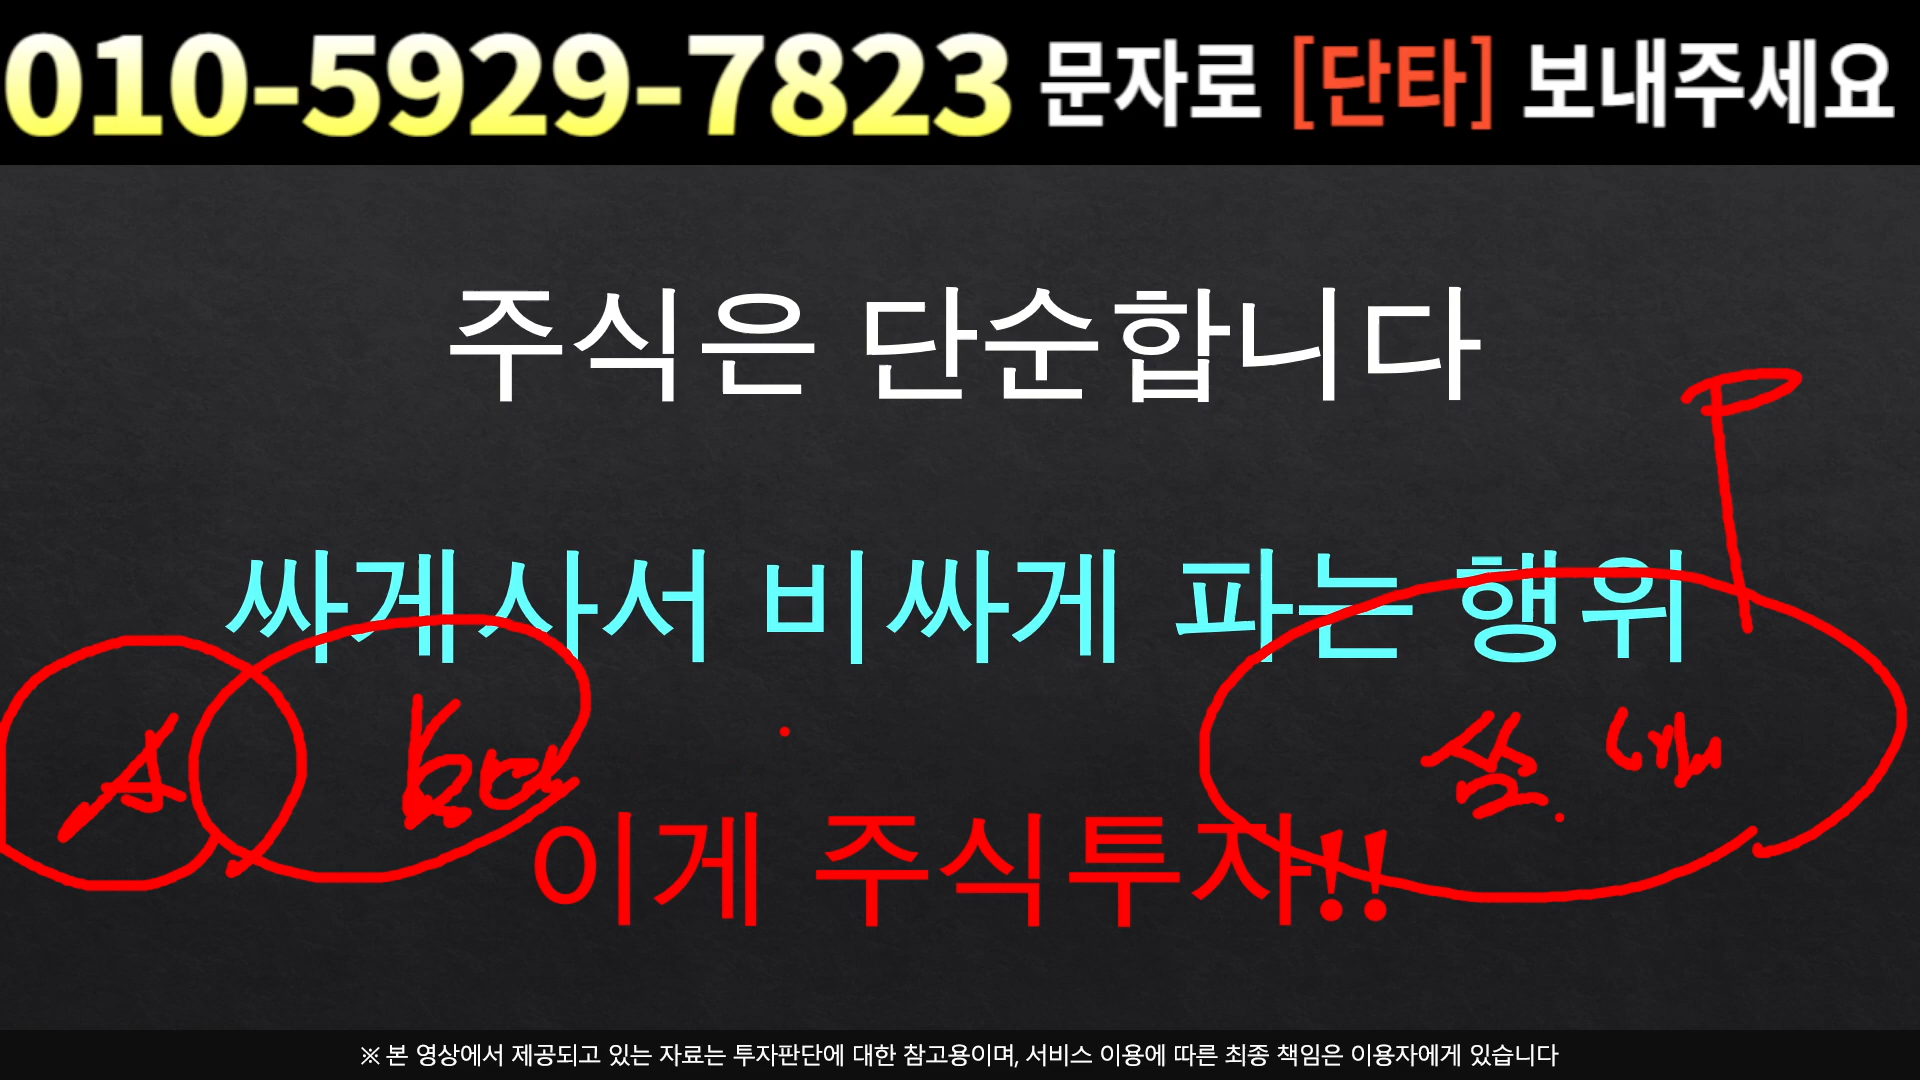 010-5929-7823 문자로 [단타] 보내주세요
주식은 단순합니다
싸게사서 비싸게 파는 행위
이게 주식투자!!
※ 본 영상에서 제공되고 있는 자료는 투자판단에 대한 참고용이며, 서비스 이용에 따른 최종 책임은 이용자에게 있습니다